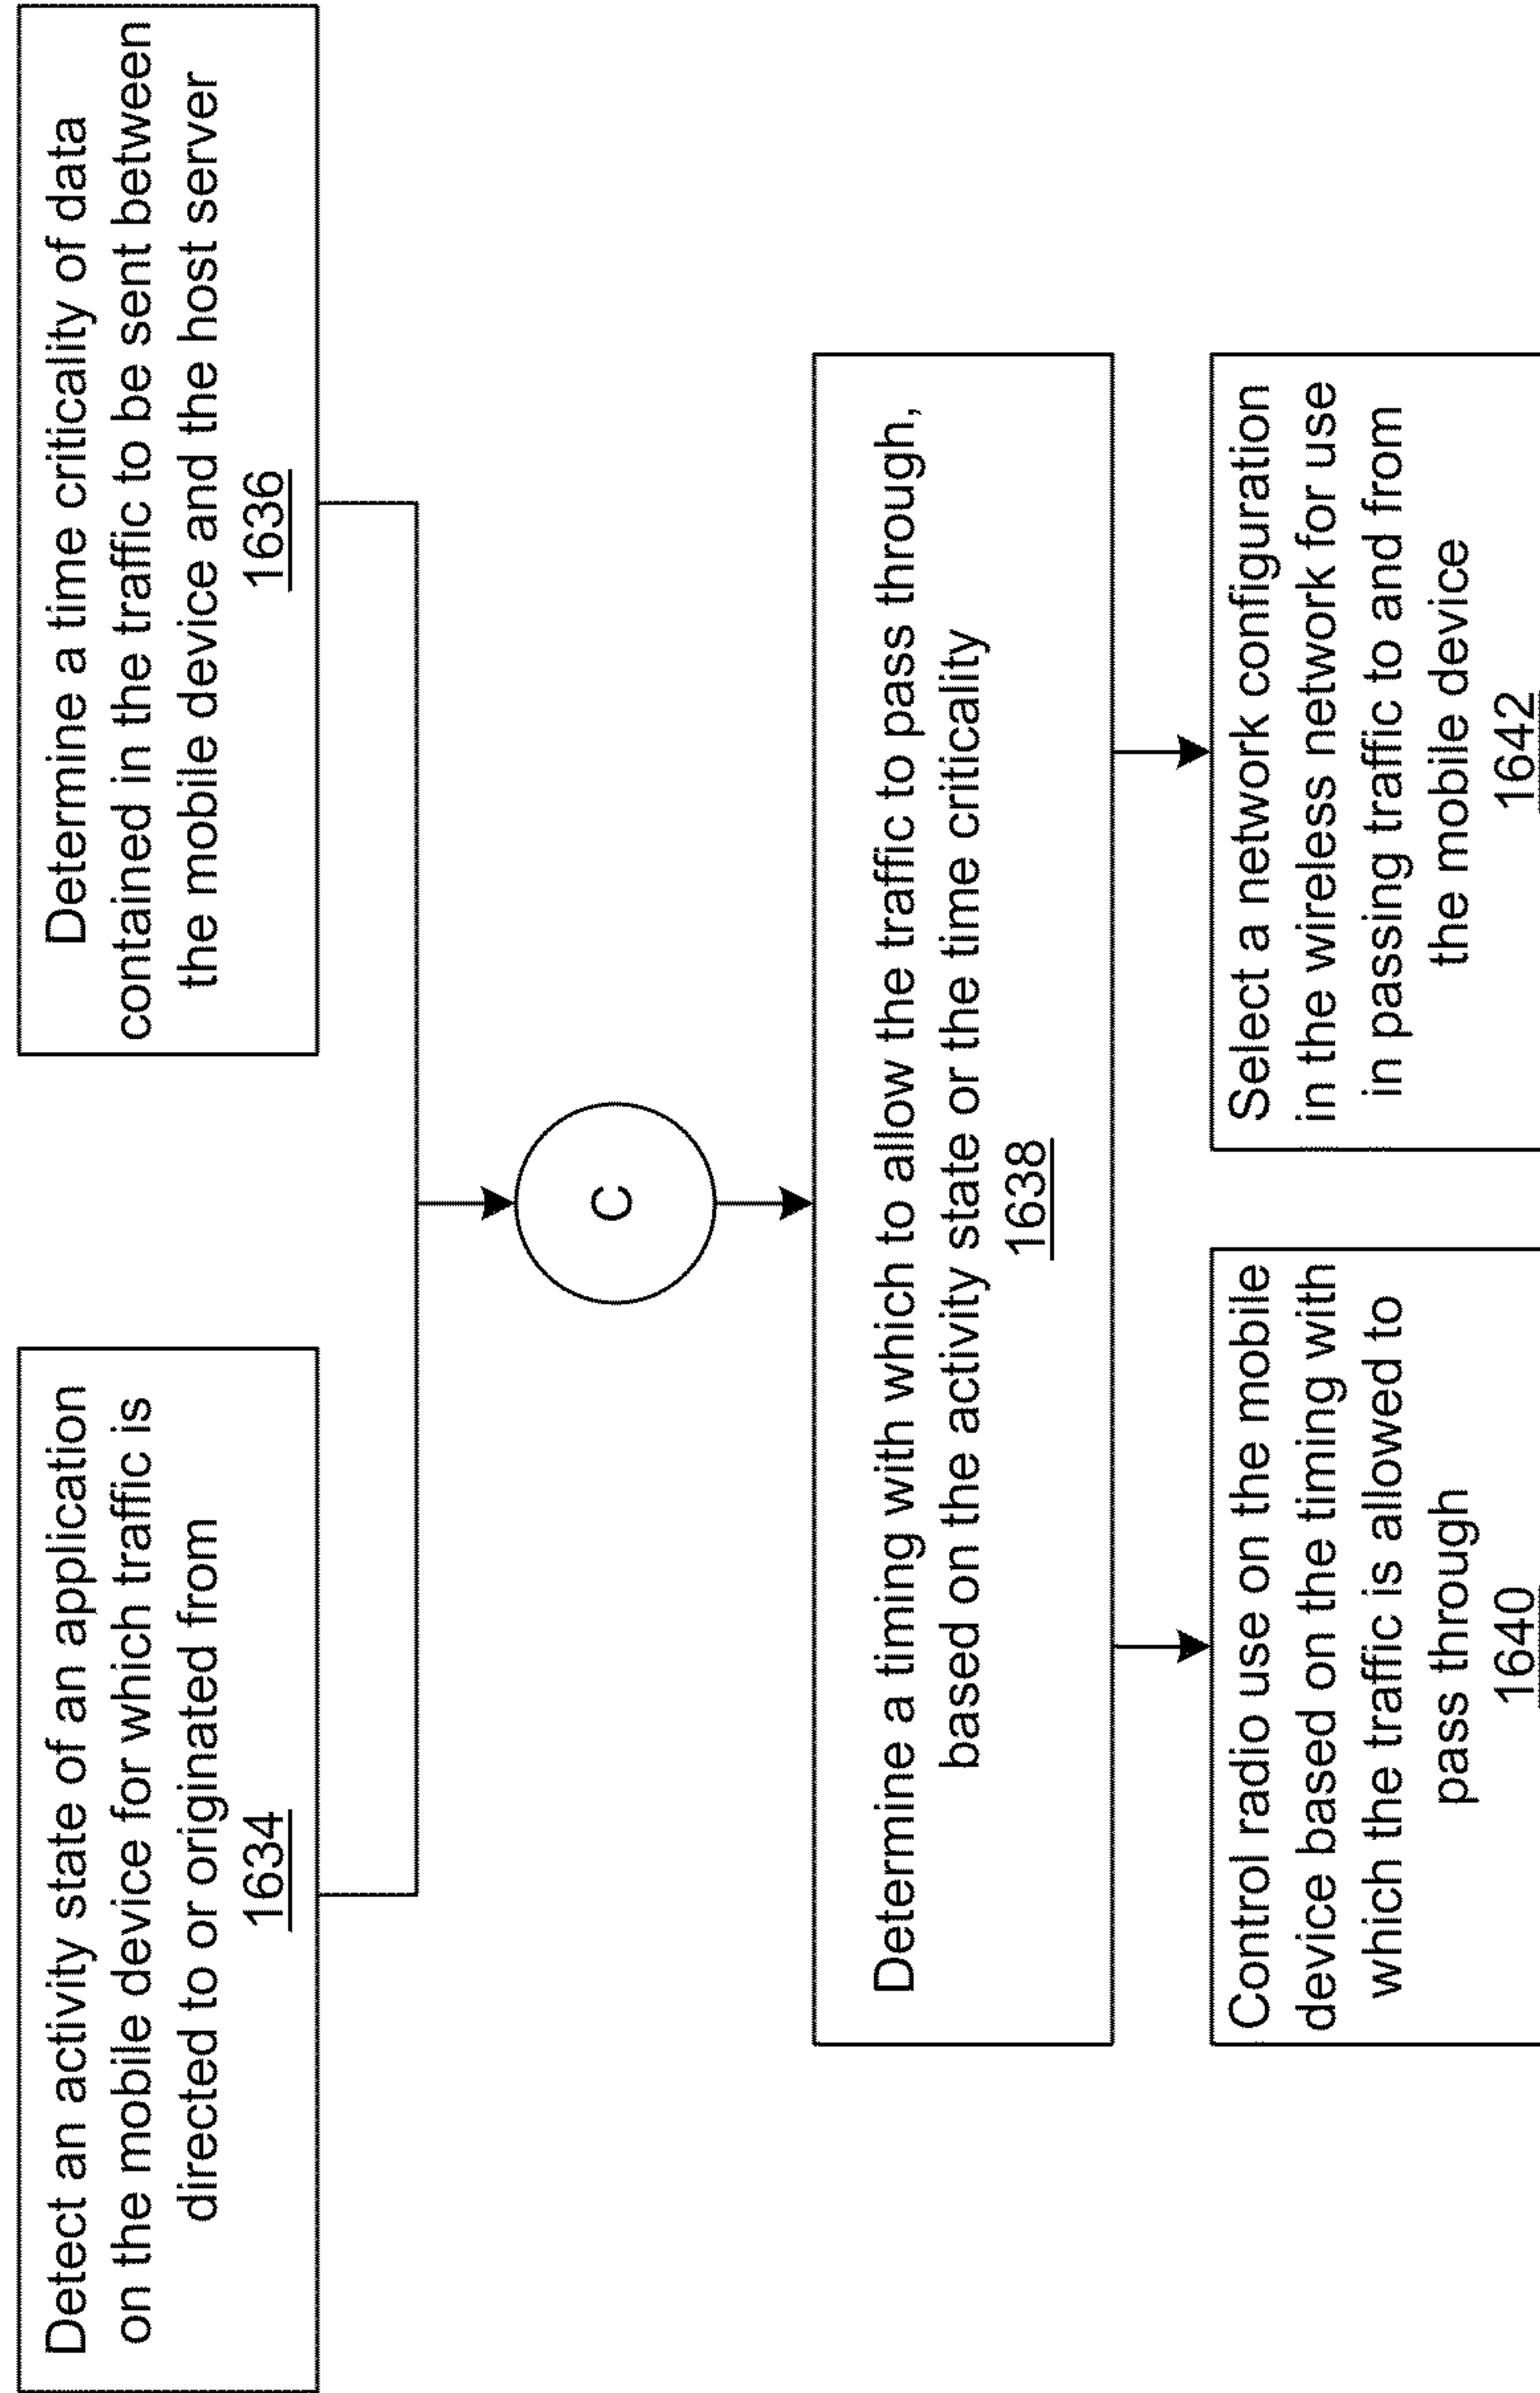 Detect an activity state of an application
on the mobile device for which traffic is
directed to or originated from
1634
Determine a time criticality of data
contained in the traffic to be sent between
the mobile device and the host server
1636
C
Determine a timing with which to allow the traffic to pass through,
based on the activity state or the time criticality
1638
Control radio use on the mobile
device based on the timing with
which the traffic is allowed to
pass through
1640
Select a network configuration
in the wireless network for use
in passing traffic to and from
the mobile device
1642